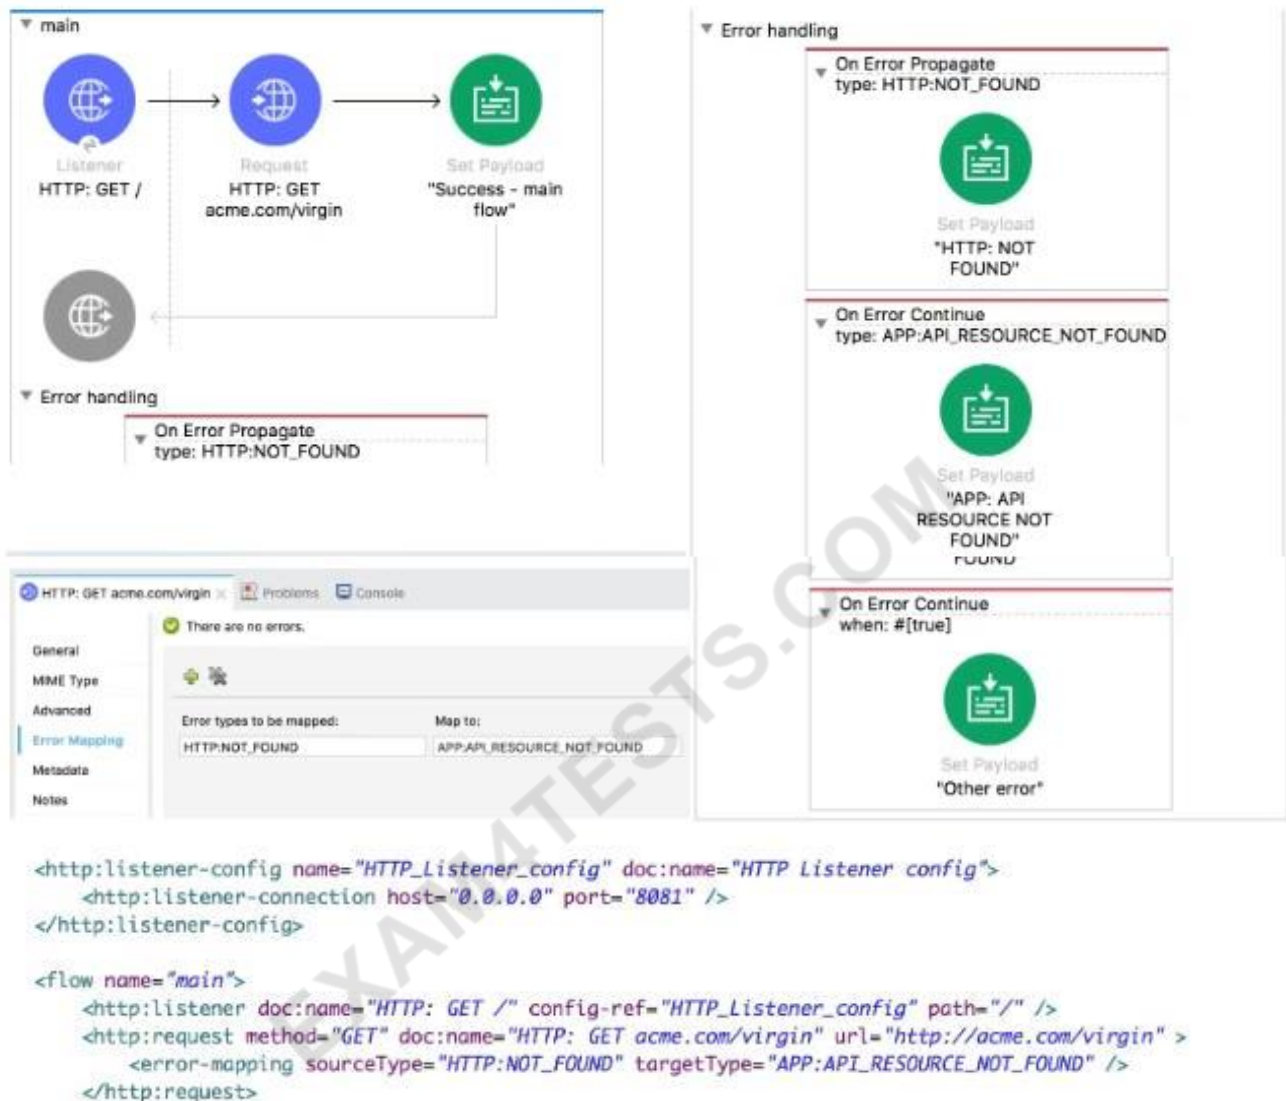 main
Listener
HTTP: GET /
Request
HTTP: GET
acme.com/virgin
Set Payload
"Success - main
flow"
Error handling
On Error Propagate
type: HTTP:NOT_FOUND
Error handling
On Error Propagate
type: HTTP:NOT_FOUND
Set Payload
"HTTP: NOT
FOUND"
On Error Continue
type: APP:API_RESOURCE_NOT_FOUND
Set Payload
"APP: API
RESOURCE NOT
FOUND"
FOUND
HTTP: GET acme.com/virgin
Problems
Console
There are no errors.
General
MIME Type
Advanced
Error Mapping
Metadata
Notes
Error types to be mapped:
Map to:
HTTP:NOT_FOUND
APP:API_RESOURCE_NOT_FOUND
On Error Continue
when: #[true]
Set Payload
"Other error"
EXAM4TESTS.COM
<http:listener-config name="HTTP_Listener_config" doc:name="HTTP Listener config">
<http:listener-connection host="0.0.0.0" port="8081" />
</http:listener-config>
<flow name="main">
<http:listener doc:name="HTTP: GET /" config-ref="HTTP_Listener_config" path="/" />
<http:request method="GET" doc:name="HTTP: GET acme.com/virgin" url="http://acme.com/virgin" >
<error-mapping sourceType="HTTP:NOT_FOUND" targetType="APP:API_RESOURCE_NOT_FOUND" />
</http:request>